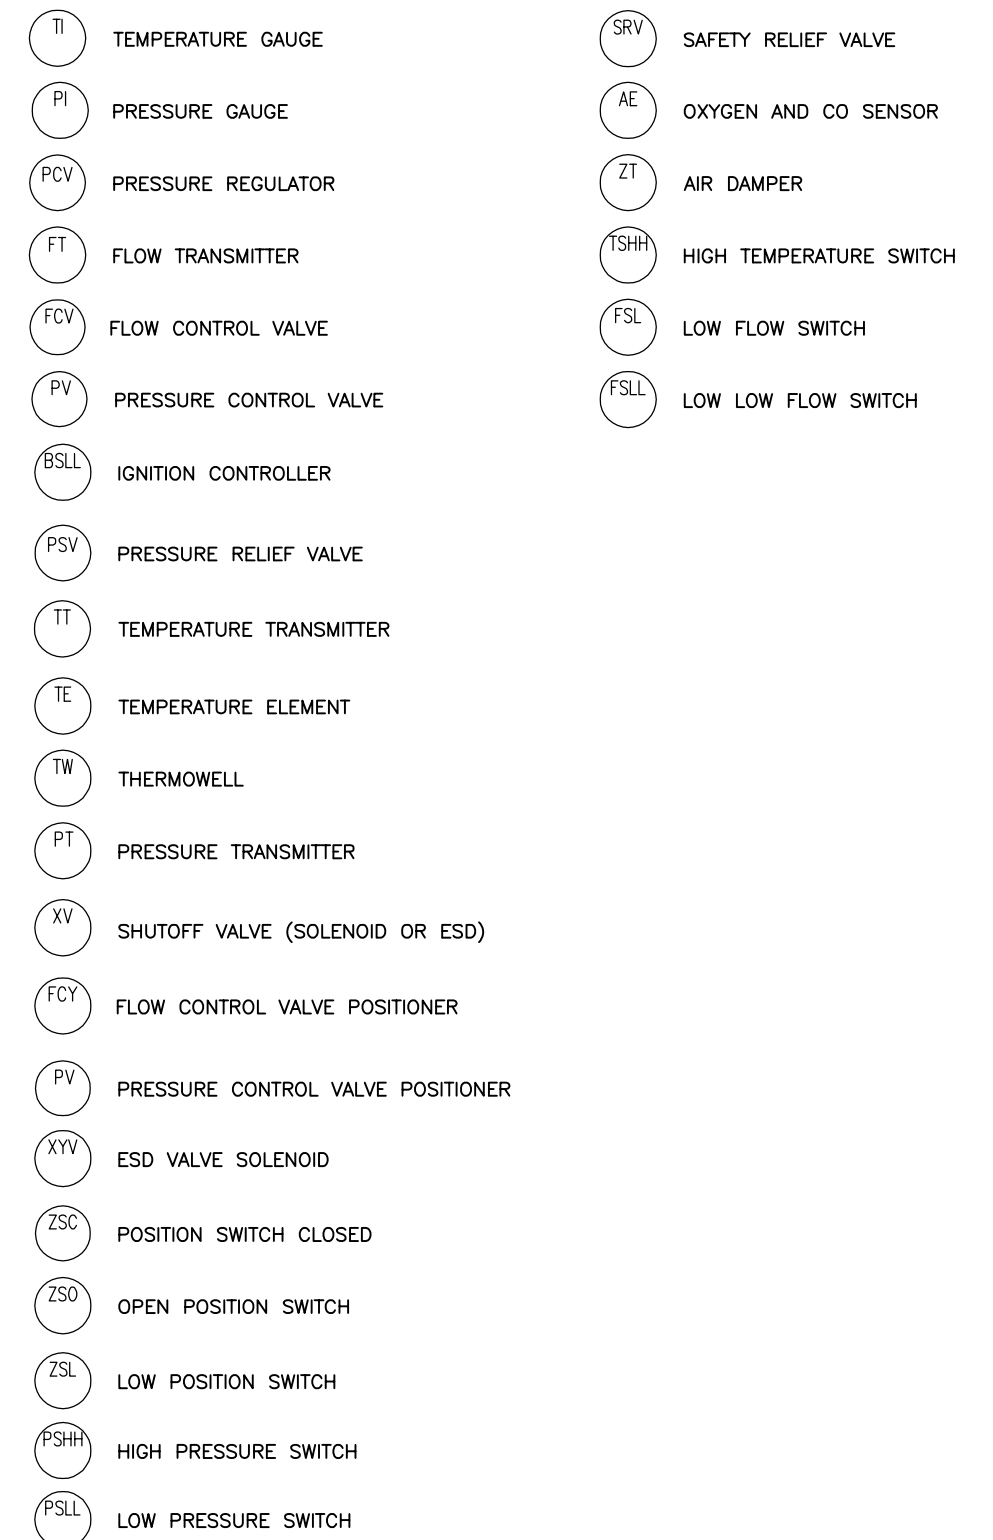 TI TEMPERATURE GAUGE
PI PRESSURE GAUGE
PCV PRESSURE REGULATOR
FT FLOW TRANSMITTER
FCV FLOW CONTROL VALVE
PV PRESSURE CONTROL VALVE
BSLL IGNITION CONTROLLER
PSV PRESSURE RELIEF VALVE
TT TEMPERATURE TRANSMITTER
TE TEMPERATURE ELEMENT
TW THERMOWELL
PT PRESSURE TRANSMITTER
XV SHUTOFF VALVE (SOLENOID OR ESD)
FCY FLOW CONTROL VALVE POSITIONER
PV PRESSURE CONTROL VALVE POSITIONER
XYV ESD VALVE SOLENOID
ZSC POSITION SWITCH CLOSED
ZSO OPEN POSITION SWITCH
ZSL LOW POSITION SWITCH
PSHH HIGH PRESSURE SWITCH
PSLL LOW PRESSURE SWITCH
SRV SAFETY RELIEF VALVE
AE OXYGEN AND CO SENSOR
ZT AIR DAMPER
TSHH HIGH TEMPERATURE SWITCH
FSL LOW FLOW SWITCH
FSLL LOW LOW FLOW SWITCH